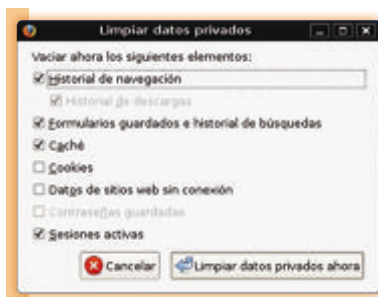 Limpiar datos privados
Vaciar ahora los siguientes elementos:
Historial de navegación
Historial de descargas
Formularios guardados e historial de búsquedas
Caché
Cookies
Datos de sitios web sin conexión
Contraseñas guardadas
Sesiones activas
Cancelar
Limpiar datos privados ahora